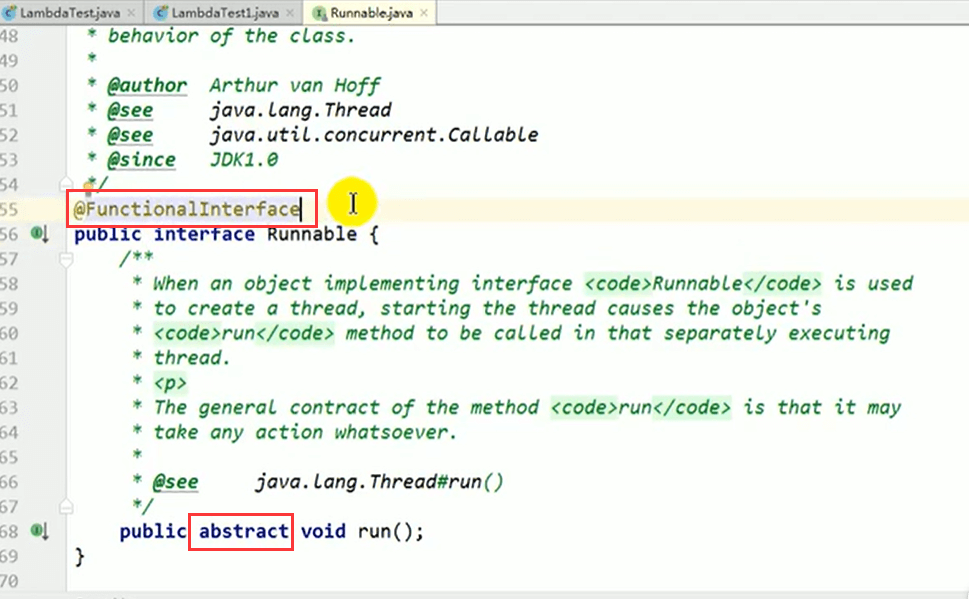 LambdaTest.java × LambdaTest1.java × Runnable.java ×
48 * behavior of the class.
49 *
50 * @author Arthur van Hoff
51 * @see java.lang.Thread
52 * @see java.util.concurrent.Callable
53 * @since JDK1.0
54 */
55 @FunctionalInterface
56 public interface Runnable {
57 /**
58 * When an object implementing interface <code>Runnable</code> is used
59 * to create a thread, starting the thread causes the object's
60 * <code>run</code> method to be called in that separately executing
61 * thread.
62 * <p>
63 * The general contract of the method <code>run</code> is that it may
64 * take any action whatsoever.
65 *
66 * @see java.lang.Thread#run()
67 */
68 public abstract void run();
69 }
70